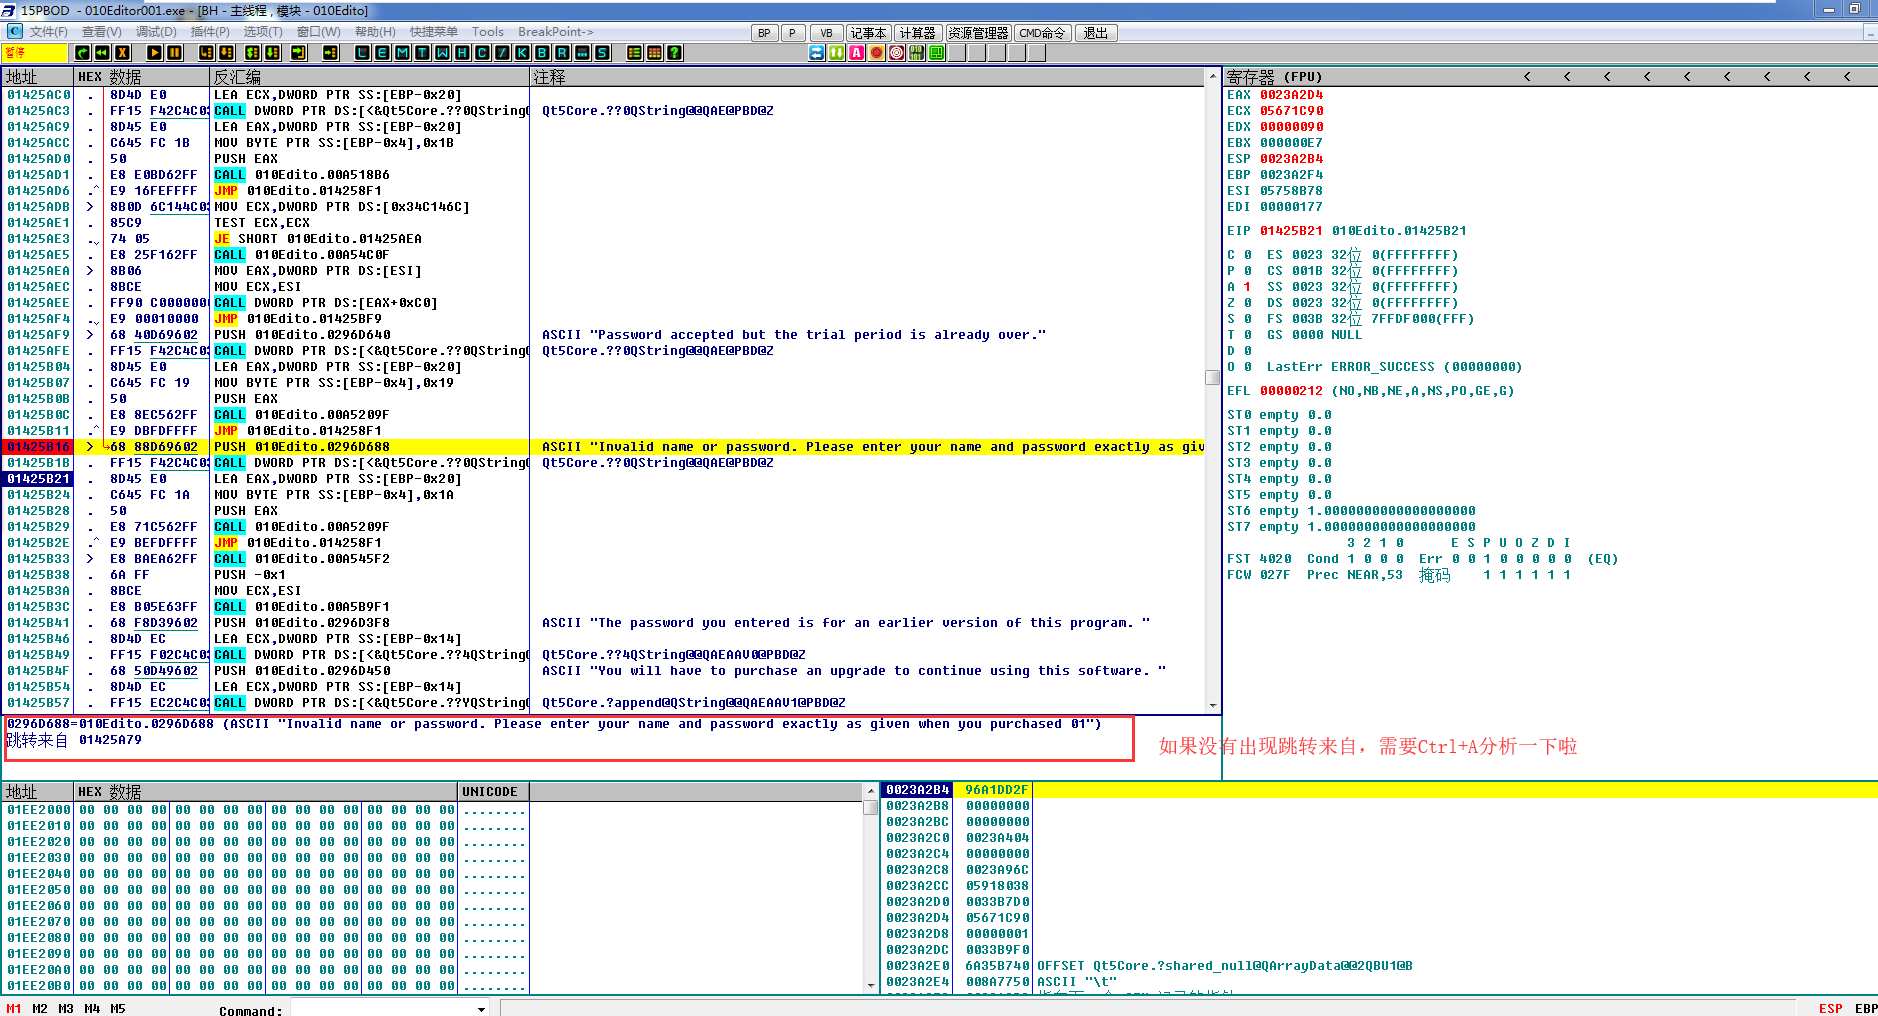 15PBOD - 010Editor001.exe - [BH - 主线程 , 模块 - 010Edito]
文件(F) 查看(V) 调试(D) 插件(P) 选项(T) 窗口(W) 帮助(H) 快捷菜单 Tools BreakPoint-> BP P VB 记事本 计算器 资源管理器 CMD命令 退出
暂停 L E M T W H C / K B R ... S ?
地址 HEX 数据 反汇编 注释
01425AC0 . 8D4D E0 LEA ECX,DWORD PTR SS:[EBP-0x20]
01425AC3 . FF15 F42C4C03 CALL DWORD PTR DS:[<&Qt5Core.??0QString@ Qt5Core.??0QString@@QAE@PBD@Z
01425AC9 . 8D45 E0 LEA EAX,DWORD PTR SS:[EBP-0x20]
01425ACC . C645 FC 1B MOV BYTE PTR SS:[EBP-0x4],0x1B
01425AD0 . 50 PUSH EAX
01425AD1 . E8 E0BD62FF CALL 010Edito.00A518B6
01425AD6 .^ E9 16FEFFFF JMP 010Edito.014258F1
01425ADB > 8B0D 6C144C03 MOV ECX,DWORD PTR DS:[0x34C146C]
01425AE1 . 85C9 TEST ECX,ECX
01425AE3 .v 74 05 JE SHORT 010Edito.01425AEA
01425AE5 . E8 25F162FF CALL 010Edito.00A54C0F
01425AEA > 8B06 MOV EAX,DWORD PTR DS:[ESI]
01425AEC . 8BCE MOV ECX,ESI
01425AEE . FF90 C0000000 CALL DWORD PTR DS:[EAX+0xC0]
01425AF4 .v E9 00010000 JMP 010Edito.01425BF9
01425AF9 > 68 40D69602 PUSH 010Edito.0296D640 ASCII "Password accepted but the trial period is already over."
01425AFE . FF15 F42C4C03 CALL DWORD PTR DS:[<&Qt5Core.??0QString@ Qt5Core.??0QString@@QAE@PBD@Z
01425B04 . 8D45 E0 LEA EAX,DWORD PTR SS:[EBP-0x20]
01425B07 . C645 FC 19 MOV BYTE PTR SS:[EBP-0x4],0x19
01425B0B . 50 PUSH EAX
01425B0C . E8 8EC562FF CALL 010Edito.00A5209F
01425B11 .^ E9 DBFDFFFF JMP 010Edito.014258F1
01425B16 > 68 88D69602 PUSH 010Edito.0296D688 ASCII "Invalid name or password. Please enter your name and password exactly as giv
01425B1B . FF15 F42C4C03 CALL DWORD PTR DS:[<&Qt5Core.??0QString@ Qt5Core.??0QString@@QAE@PBD@Z
01425B21 . 8D45 E0 LEA EAX,DWORD PTR SS:[EBP-0x20]
01425B24 . C645 FC 1A MOV BYTE PTR SS:[EBP-0x4],0x1A
01425B28 . 50 PUSH EAX
01425B29 . E8 71C562FF CALL 010Edito.00A5209F
01425B2E .^ E9 BEFDFFFF JMP 010Edito.014258F1
01425B33 > E8 BAEA62FF CALL 010Edito.00A545F2
01425B38 . 6A FF PUSH -0x1
01425B3A . 8BCE MOV ECX,ESI
01425B3C . E8 B05E63FF CALL 010Edito.00A5B9F1
01425B41 . 68 F8D39602 PUSH 010Edito.0296D3F8 ASCII "The password you entered is for an earlier version of this program. "
01425B46 . 8D4D EC LEA ECX,DWORD PTR SS:[EBP-0x14]
01425B49 . FF15 F02C4C03 CALL DWORD PTR DS:[<&Qt5Core.??4QString@ Qt5Core.??4QString@@QAEAAV0@PBD@Z
01425B4F . 68 50D49602 PUSH 010Edito.0296D450 ASCII "You will have to purchase an upgrade to continue using this software. "
01425B54 . 8D4D EC LEA ECX,DWORD PTR SS:[EBP-0x14]
01425B57 . FF15 EC2C4C03 CALL DWORD PTR DS:[<&Qt5Core.??YQString@ Qt5Core.?append@QString@@QAEAAV1@PBD@Z
0296D688=010Edito.0296D688 (ASCII "Invalid name or password. Please enter your name and password exactly as given when you purchased 01")
跳转来自 01425A79
如果没有出现跳转来自，需要Ctrl+A分析一下啦
寄存器 (FPU) < < < < < < < < <
EAX 0023A2D4
ECX 05671C90
EDX 00000090
EBX 000000E7
ESP 0023A2B4
EBP 0023A2F4
ESI 05758B78
EDI 00000177
EIP 01425B21 010Edito.01425B21
C 0 ES 0023 32位 0(FFFFFFFF)
P 0 CS 001B 32位 0(FFFFFFFF)
A 1 SS 0023 32位 0(FFFFFFFF)
Z 0 DS 0023 32位 0(FFFFFFFF)
S 0 FS 003B 32位 7FFDF000(FFF)
T 0 GS 0000 NULL
D 0
O 0 LastErr ERROR_SUCCESS (00000000)
EFL 00000212 (NO,NB,NE,A,NS,PO,GE,G)
ST0 empty 0.0
ST1 empty 0.0
ST2 empty 0.0
ST3 empty 0.0
ST4 empty 0.0
ST5 empty 0.0
ST6 empty 1.0000000000000000000
ST7 empty 1.0000000000000000000
3 2 1 0 E S P U O Z D I
FST 4020 Cond 1 0 0 0 Err 0 0 1 0 0 0 0 0 (EQ)
FCW 027F Prec NEAR,53 掩码 1 1 1 1 1 1
地址 HEX 数据 UNICODE
01EE2000 00 00 00 00 00 00 00 00 00 00 00 00 00 00 00 00 ........
01EE2010 00 00 00 00 00 00 00 00 00 00 00 00 00 00 00 00 ........
01EE2020 00 00 00 00 00 00 00 00 00 00 00 00 00 00 00 00 ........
01EE2030 00 00 00 00 00 00 00 00 00 00 00 00 00 00 00 00 ........
01EE2040 00 00 00 00 00 00 00 00 00 00 00 00 00 00 00 00 ........
01EE2050 00 00 00 00 00 00 00 00 00 00 00 00 00 00 00 00 ........
01EE2060 00 00 00 00 00 00 00 00 00 00 00 00 00 00 00 00 ........
01EE2070 00 00 00 00 00 00 00 00 00 00 00 00 00 00 00 00 ........
01EE2080 00 00 00 00 00 00 00 00 00 00 00 00 00 00 00 00 ........
01EE2090 00 00 00 00 00 00 00 00 00 00 00 00 00 00 00 00 ........
01EE20A0 00 00 00 00 00 00 00 00 00 00 00 00 00 00 00 00 ........
01EE20B0 00 00 00 00 00 00 00 00 00 00 00 00 00 00 00 00 ........
0023A2B4 96A1DD2F
0023A2B8 00000000
0023A2BC 00000000
0023A2C0 0023A404
0023A2C4 00000000
0023A2C8 0023A96C
0023A2CC 05918038
0023A2D0 0033B7D0
0023A2D4 05671C90
0023A2D8 00000001
0023A2DC 0033B9F0
0023A2E0 6A35B740 OFFSET Qt5Core.?shared_null@QArrayData@@2QBU1@B
0023A2E4 008A7750 ASCII "\t"
M1 M2 M3 M4 M5 Command: ESP EBP